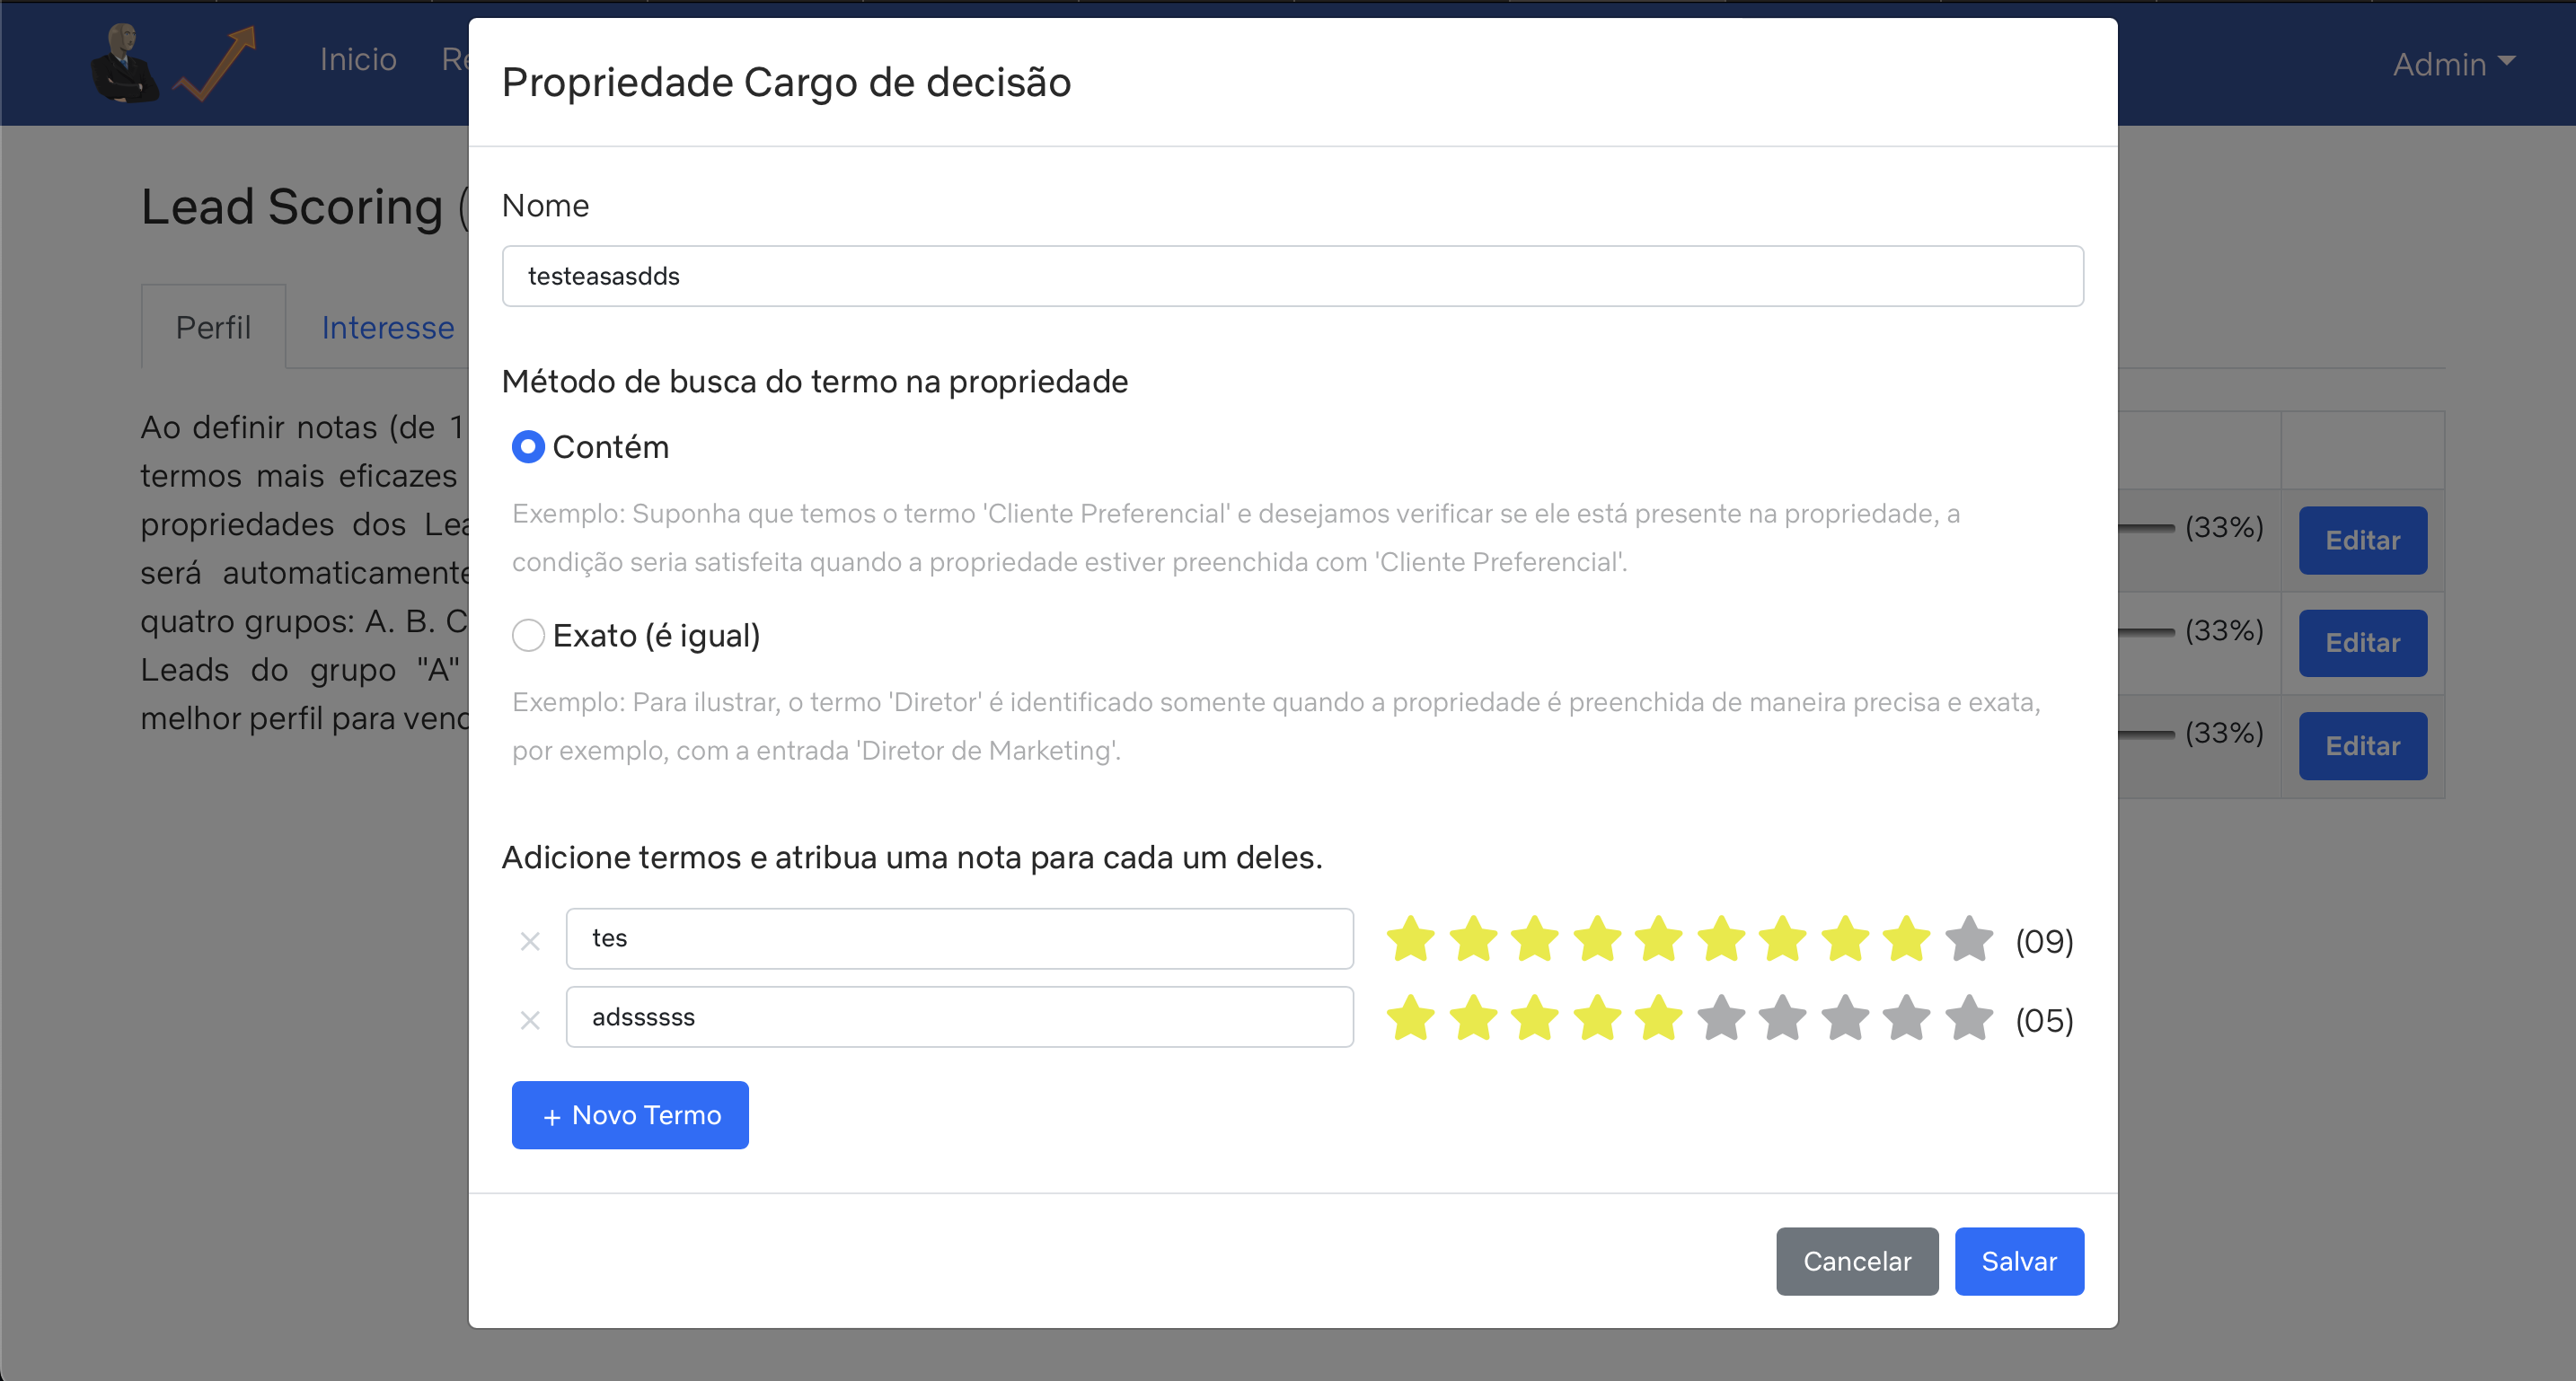 Inicio
Admin
Propriedade Cargo de decisão
Lead Scoring (
Perfil
Interesse
Ao definir notas (de 1
termos mais eficazes
propriedades dos
será automaticamente
quatro grupos: A. B. C
Leads do grupo "A"
melhor perfil para
Nome
testeasasdds
Método de busca do termo na propriedade
Contém
Exemplo: Suponha que temos o termo 'Cliente Preferencial' e desejamos verificar se ele está presente na propriedade, a
condição seria satisfeita quando a propriedade estiver preenchida com 'Cliente Preferencial'.
Exato (é igual)
Exemplo: Para ilustrar, o termo 'Diretor' é identificado somente quando a propriedade é preenchida de maneira precisa e exata,
por exemplo, com a entrada 'Diretor de Marketing'.
(33%) Editar
(33%) Editar
(33%) Editar
Adicione termos e atribua uma nota para cada um deles.
tes (09)
adssssss (05)
+ Novo Termo
Cancelar Salvar